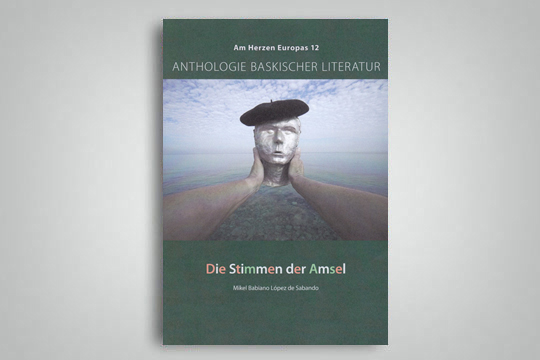 Am Herzen Europas 12
ANTHOLOGIE BASKISCHER LITERATUR
Die Stimmen der Amsel
Mikel Babiano López de Sabando